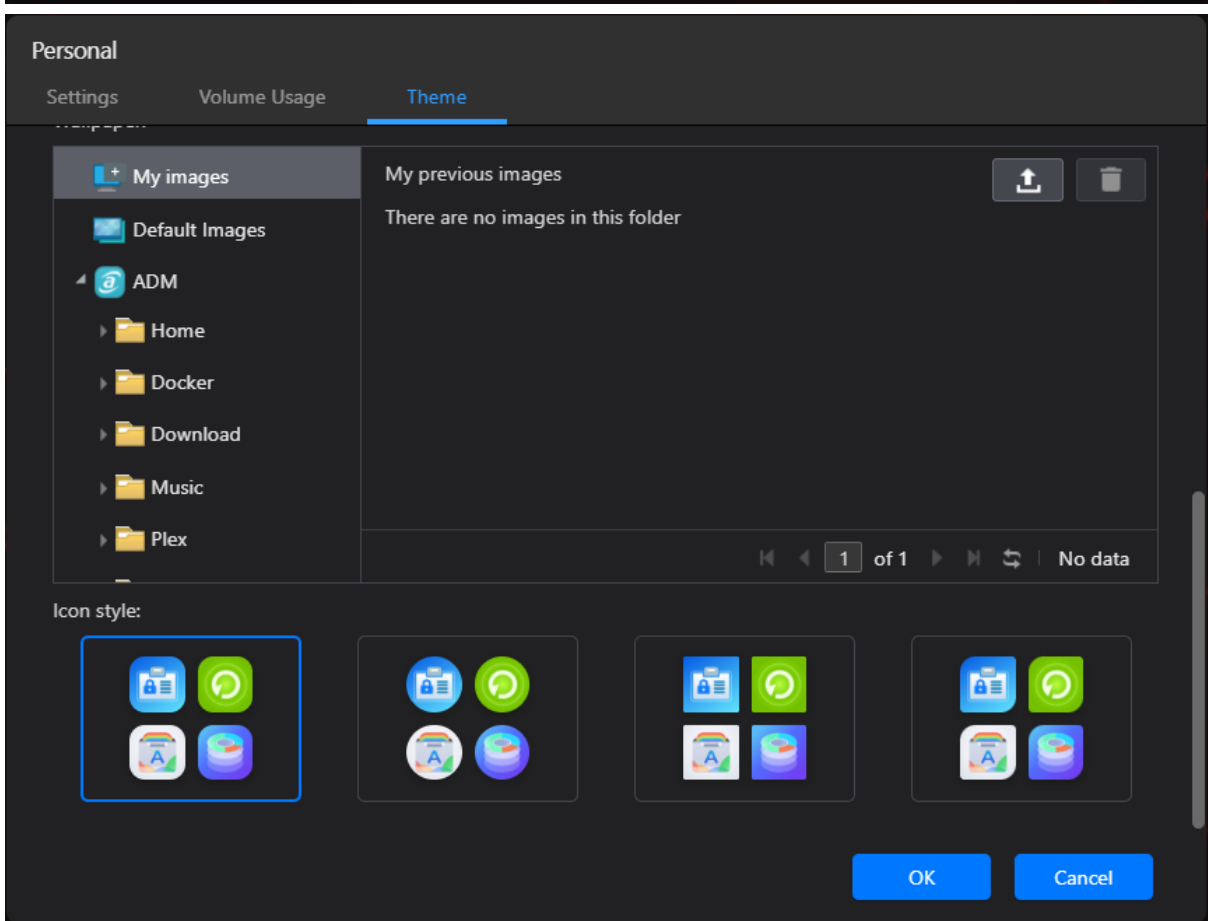 Personal
Settings Volume Usage Theme
My images
Default Images
ADM
Home
Docker
Download
Music
Plex
My previous images
There are no images in this folder
1 of 1 No data
Icon style:
OK Cancel